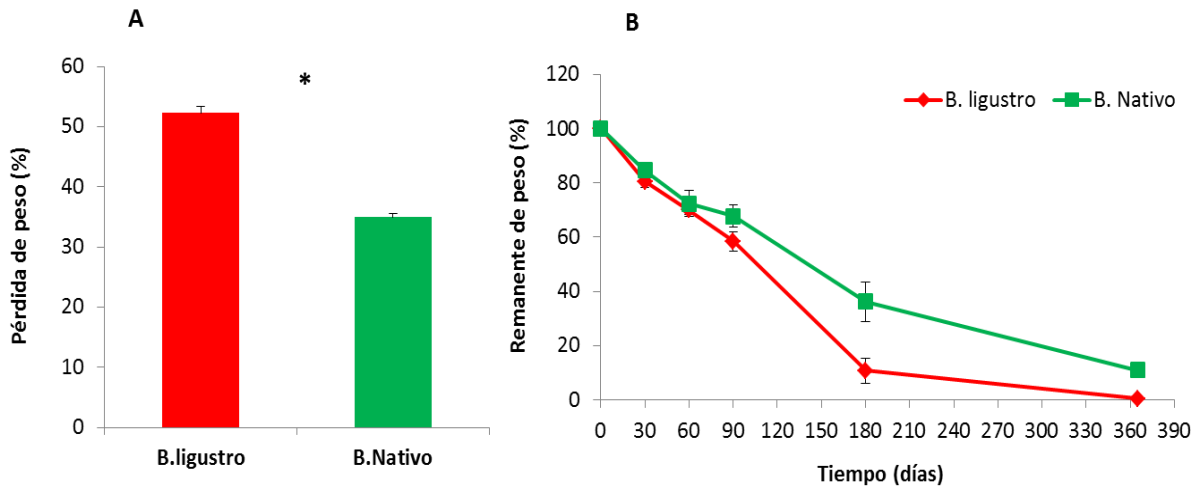 A
Pérdida de peso (%)
60
50
40
30
20
10
0
*
B.ligustro
B.Nativo
B
Remanente de peso (%)
120
100
80
60
40
20
0
B. ligustro
B. Nativo
0 30 60 90 120 150 180 210 240 270 300 330 360 390
Tiempo (días)